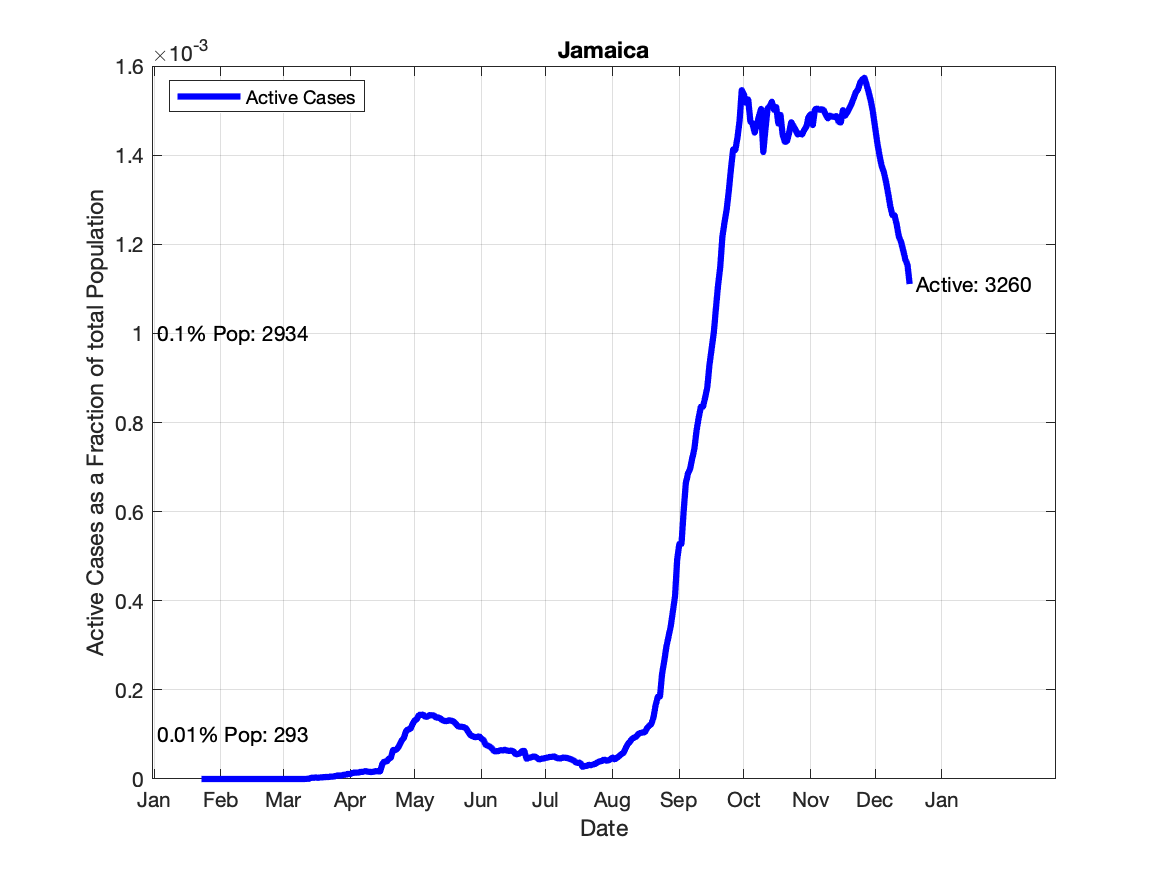 Jamaica
×10-3
1.6
1.4
1.2
1
0.8
0.6
0.4
0.2
0
Active Cases as a Fraction of total Population
Active Cases
0.1% Pop: 2934
0.01% Pop: 293
Active: 3260
Jan Feb Mar Apr May Jun Jul Aug Sep Oct Nov Dec Jan
Date